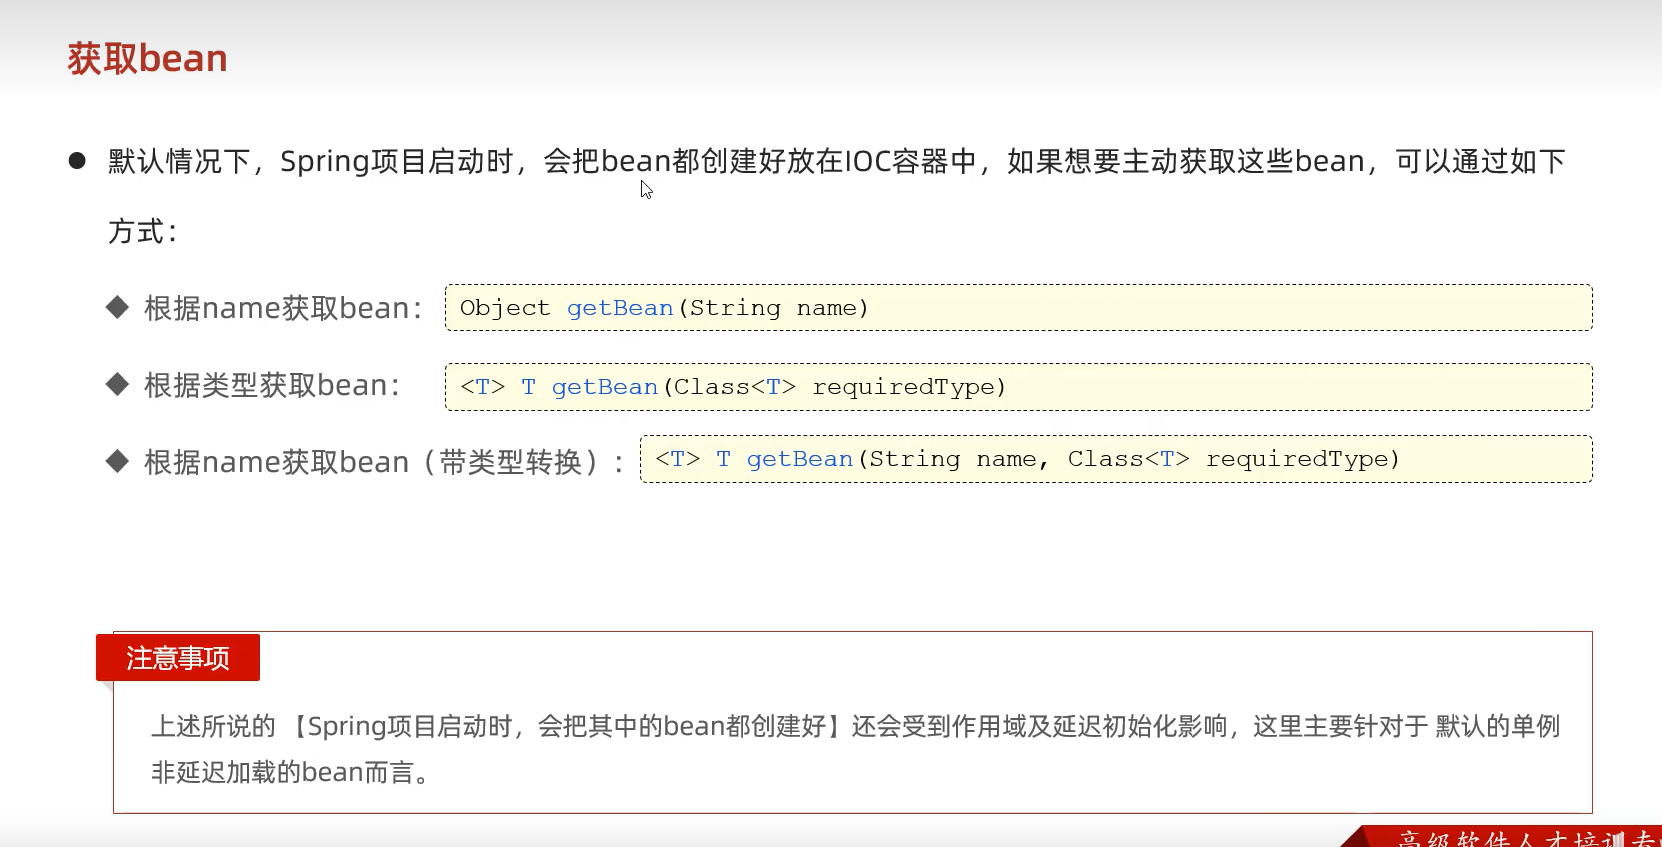 获取bean
默认情况下，Spring项目启动时，会把bean都创建好放在IOC容器中，如果想要主动获取这些bean，可以通过如下
方式：
根据name获取bean： Object getBean(String name)
根据类型获取bean： <T> T getBean(Class<T> requiredType)
根据name获取bean（带类型转换）： <T> T getBean(String name, Class<T> requiredType)
注意事项
上述所说的 【Spring项目启动时，会把其中的bean都创建好】还会受到作用域及延迟初始化影响，这里主要针对于 默认的单例
非延迟加载的bean而言。
高级软件人才培训专